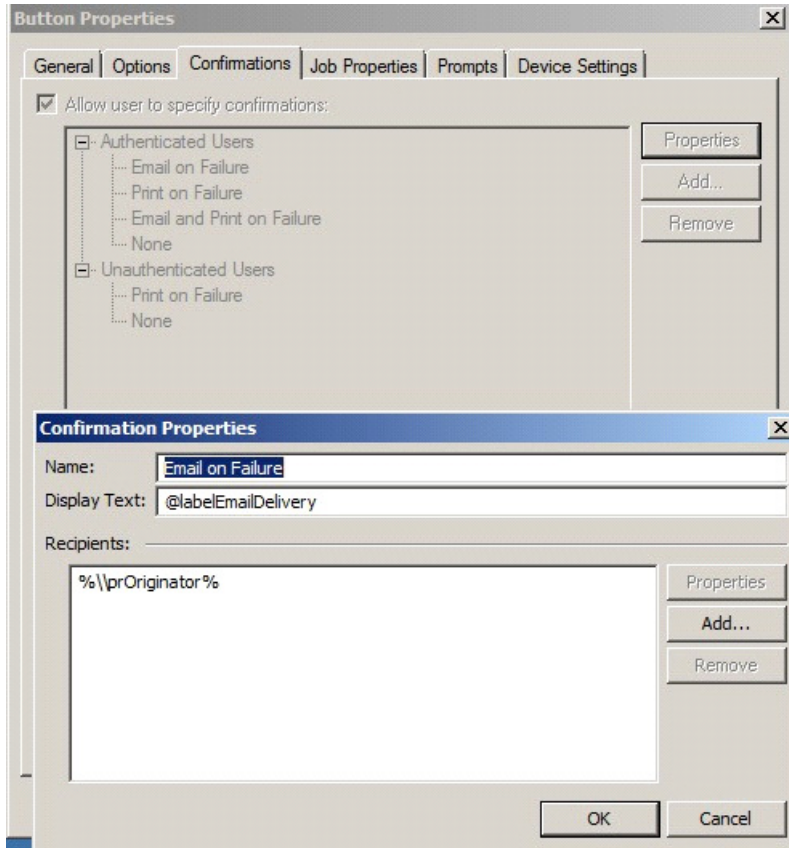 Button Properties
General Options Confirmations Job Properties Prompts Device Settings
Allow user to specify confirmations:
Authenticated Users
Email on Failure
Print on Failure
Email and Print on Failure
None
Unauthenticated Users
Print on Failure
None
Properties
Add...
Remove
Confirmation Properties
Name: Email on Failure
Display Text: @labelEmailDelivery
Recipients:
%\\prOriginator%
Properties
Add...
Remove
OK Cancel